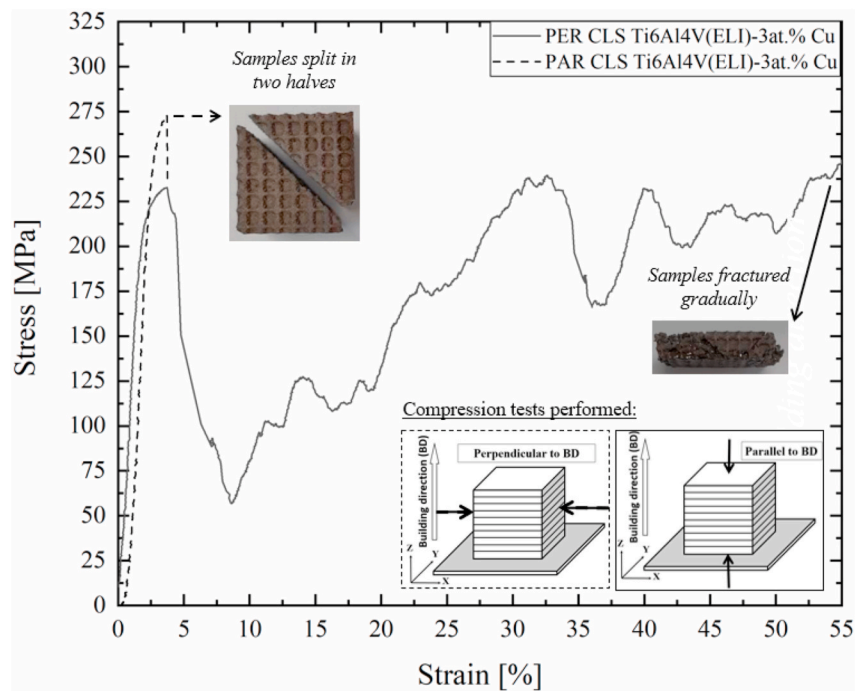 PER CLS Ti6Al4V(ELI)-3at.% Cu
PAR CLS Ti6Al4V(ELI)-3at.% Cu
Samples split in
two halves
Samples fractured
gradually
Compression tests performed:
Perpendicular to BD
Building direction (BD)
Z
Y
X
Parallel to BD
Building direction (BD)
Z
Y
X
Stress [MPa]
325
300
275
250
225
200
175
150
125
100
75
50
25
0
0
5
10
15
20
25
30
35
40
45
50
55
Strain [%]